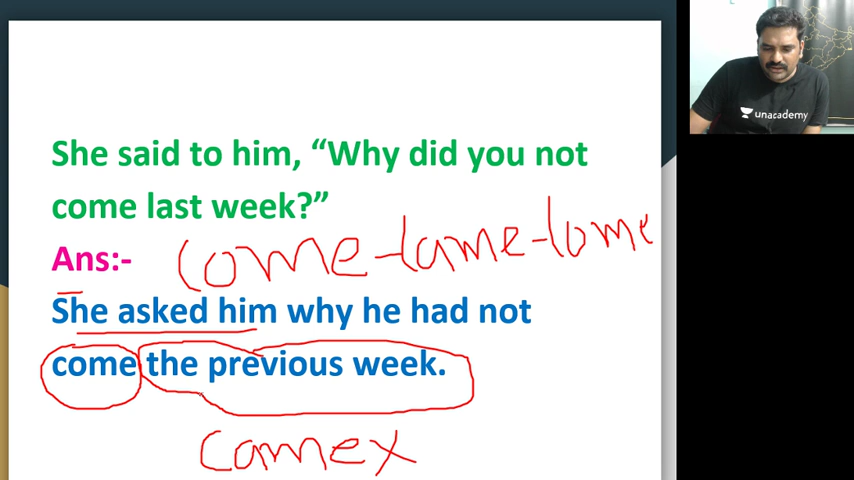 She said to him, “Why did you not
come last week?”
Ans:-
come - came - come
She asked him why he had not
come the previous week.
came x
unacademy